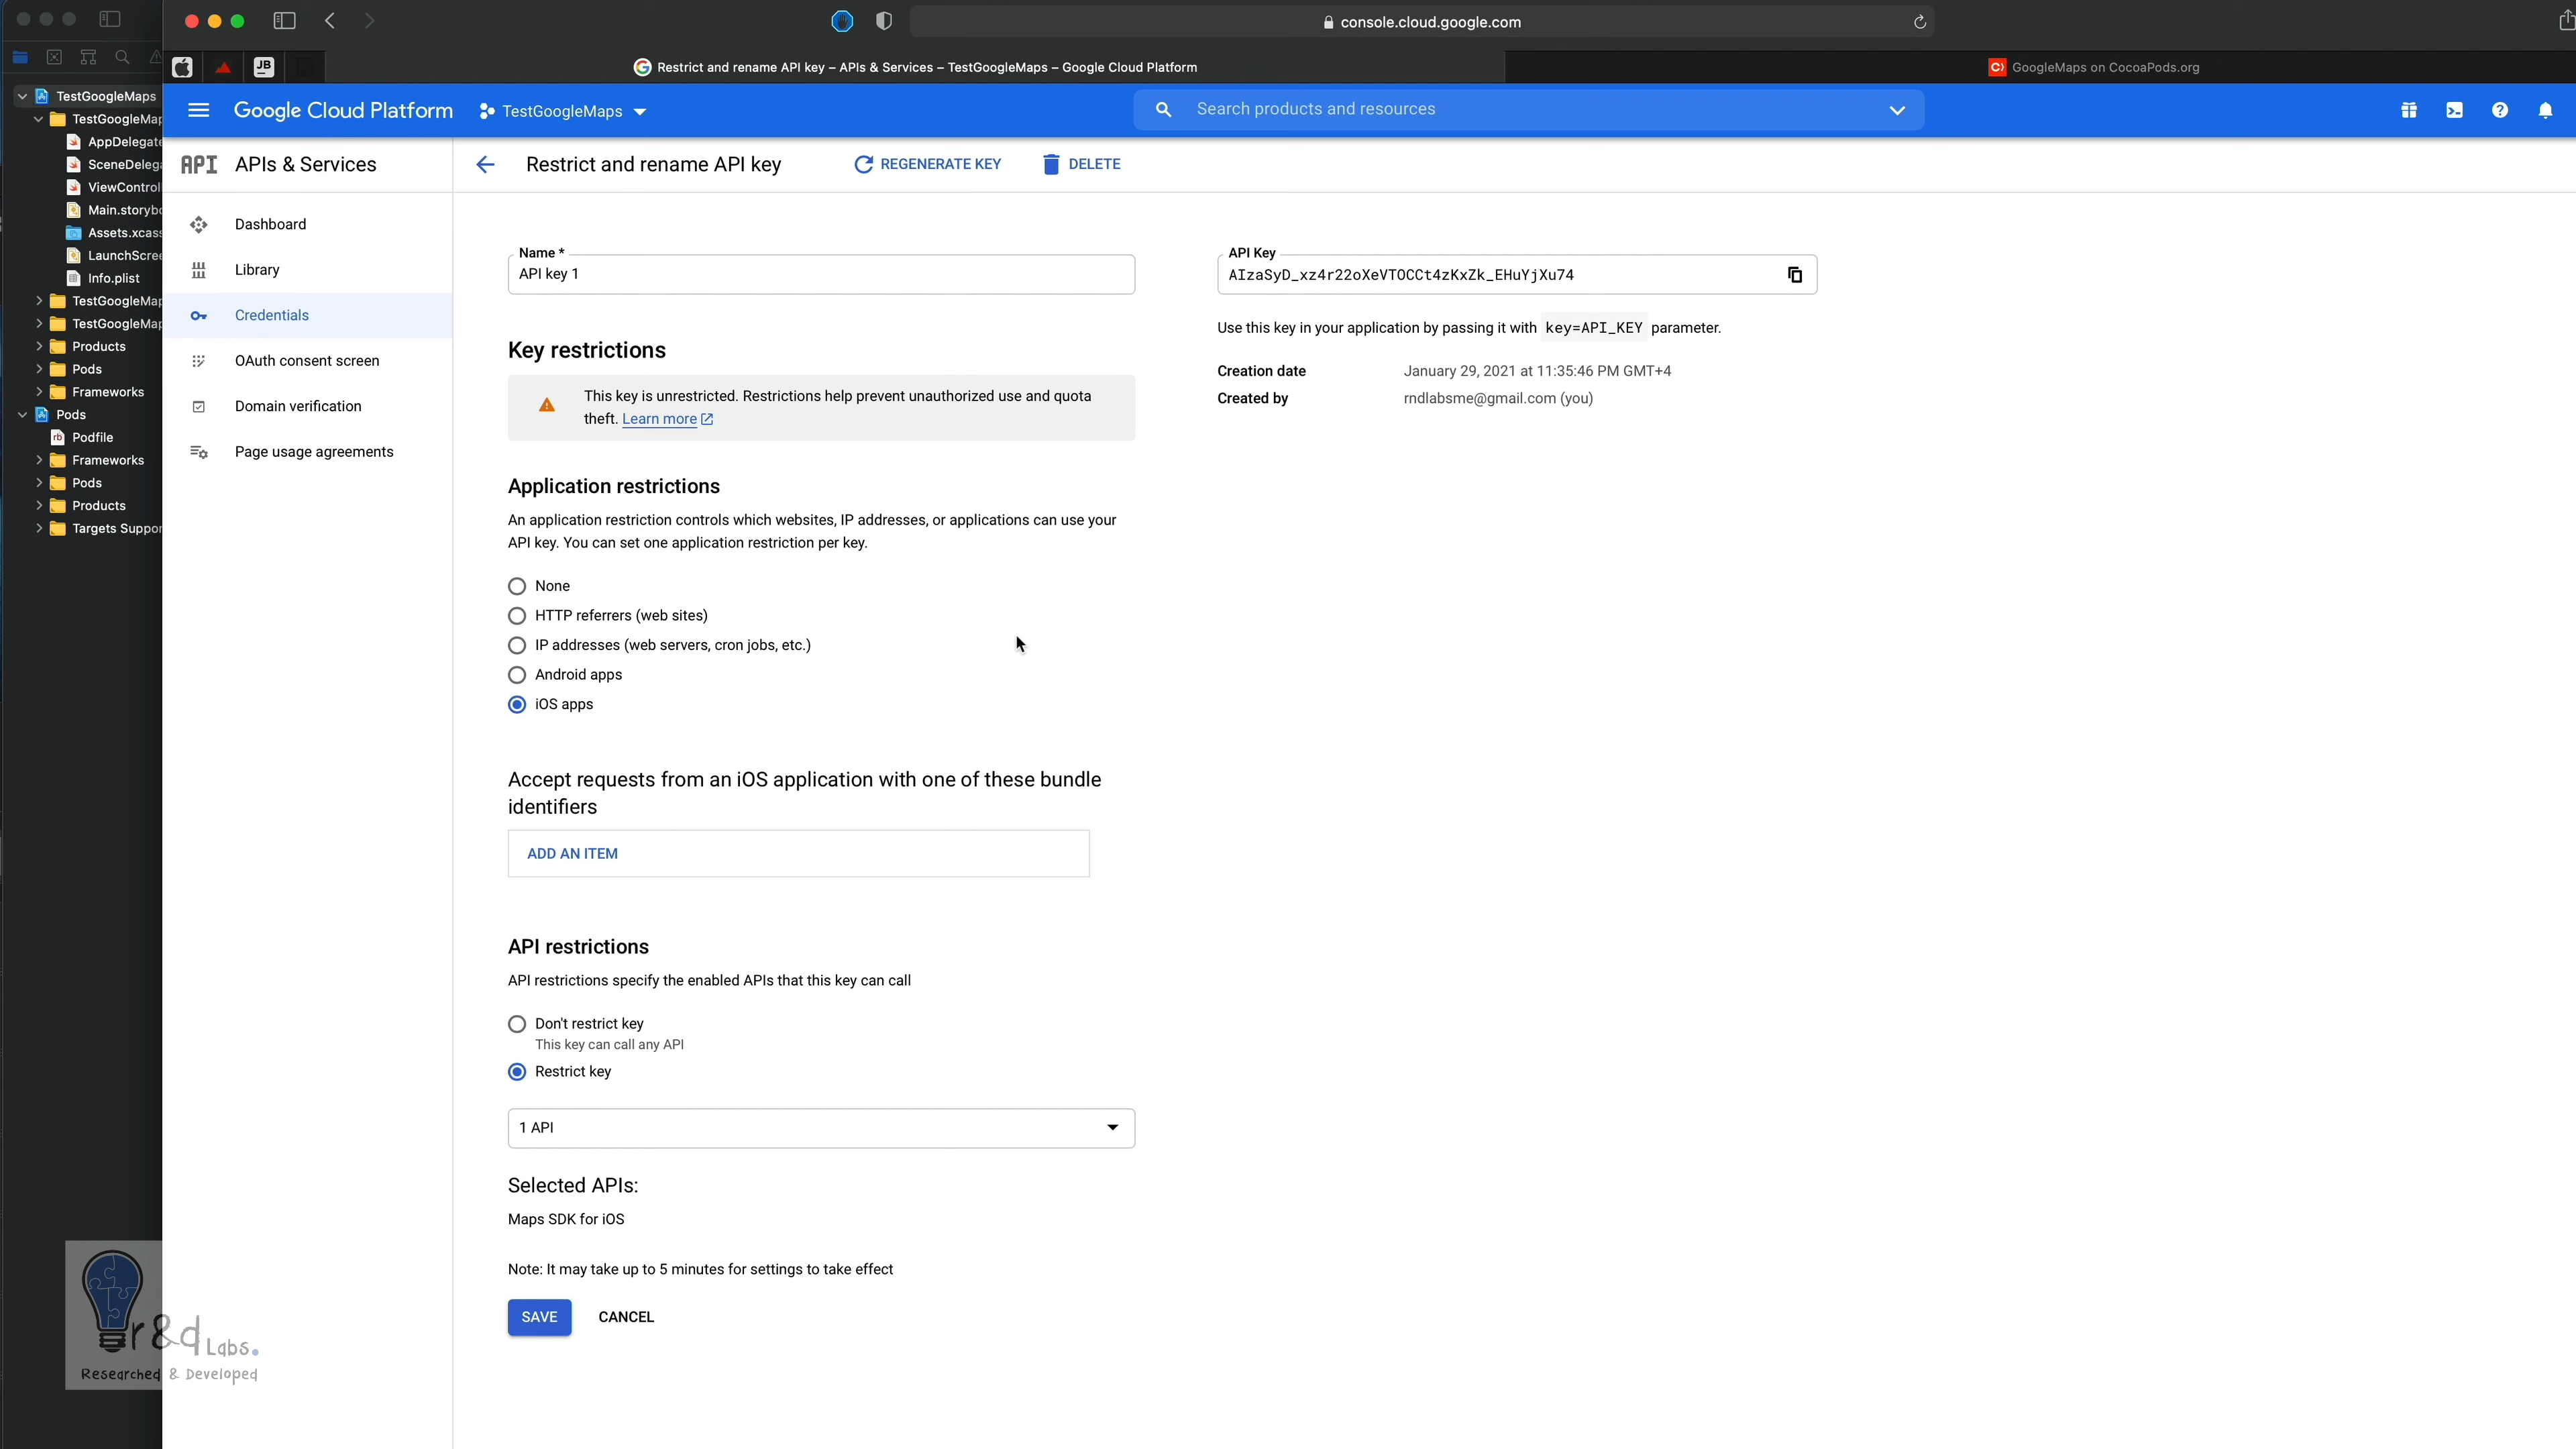 console.cloud.google.com
JB
Restrict and rename API key – APIs & Services – TestGoogleMaps – Google Cloud Platform
GoogleMaps on CocoaPods.org
TestGoogleMaps
TestGoogleMap
AppDelegate
SceneDelega
ViewControl
Main.storybo
Assets.xcass
LaunchScree
Info.plist
TestGoogleMap
TestGoogleMap
Products
Pods
Frameworks
Pods
Podfile
Frameworks
Pods
Products
Targets Suppor
Google Cloud Platform
TestGoogleMaps
Search products and resources
API APIs & Services
Dashboard
Library
Credentials
OAuth consent screen
Domain verification
Page usage agreements
Restrict and rename API key
REGENERATE KEY
DELETE
Name *
API key 1
Key restrictions
This key is unrestricted. Restrictions help prevent unauthorized use and quota
theft. Learn more
Application restrictions
An application restriction controls which websites, IP addresses, or applications can use your
API key. You can set one application restriction per key.
None
HTTP referrers (web sites)
IP addresses (web servers, cron jobs, etc.)
Android apps
iOS apps
Accept requests from an iOS application with one of these bundle
identifiers
ADD AN ITEM
API restrictions
API restrictions specify the enabled APIs that this key can call
Don't restrict key
This key can call any API
Restrict key
1 API
Selected APIs:
Maps SDK for iOS
Note: It may take up to 5 minutes for settings to take effect
SAVE
CANCEL
API Key
AIzaSyD_xz4r22oXeVTOCCt4zKxZk_EHuYjXu74
Use this key in your application by passing it with key=API_KEY parameter.
Creation date January 29, 2021 at 11:35:46 PM GMT+4
Created by rndlabsme@gmail.com (you)
r&d Labs.
Researched & Developed